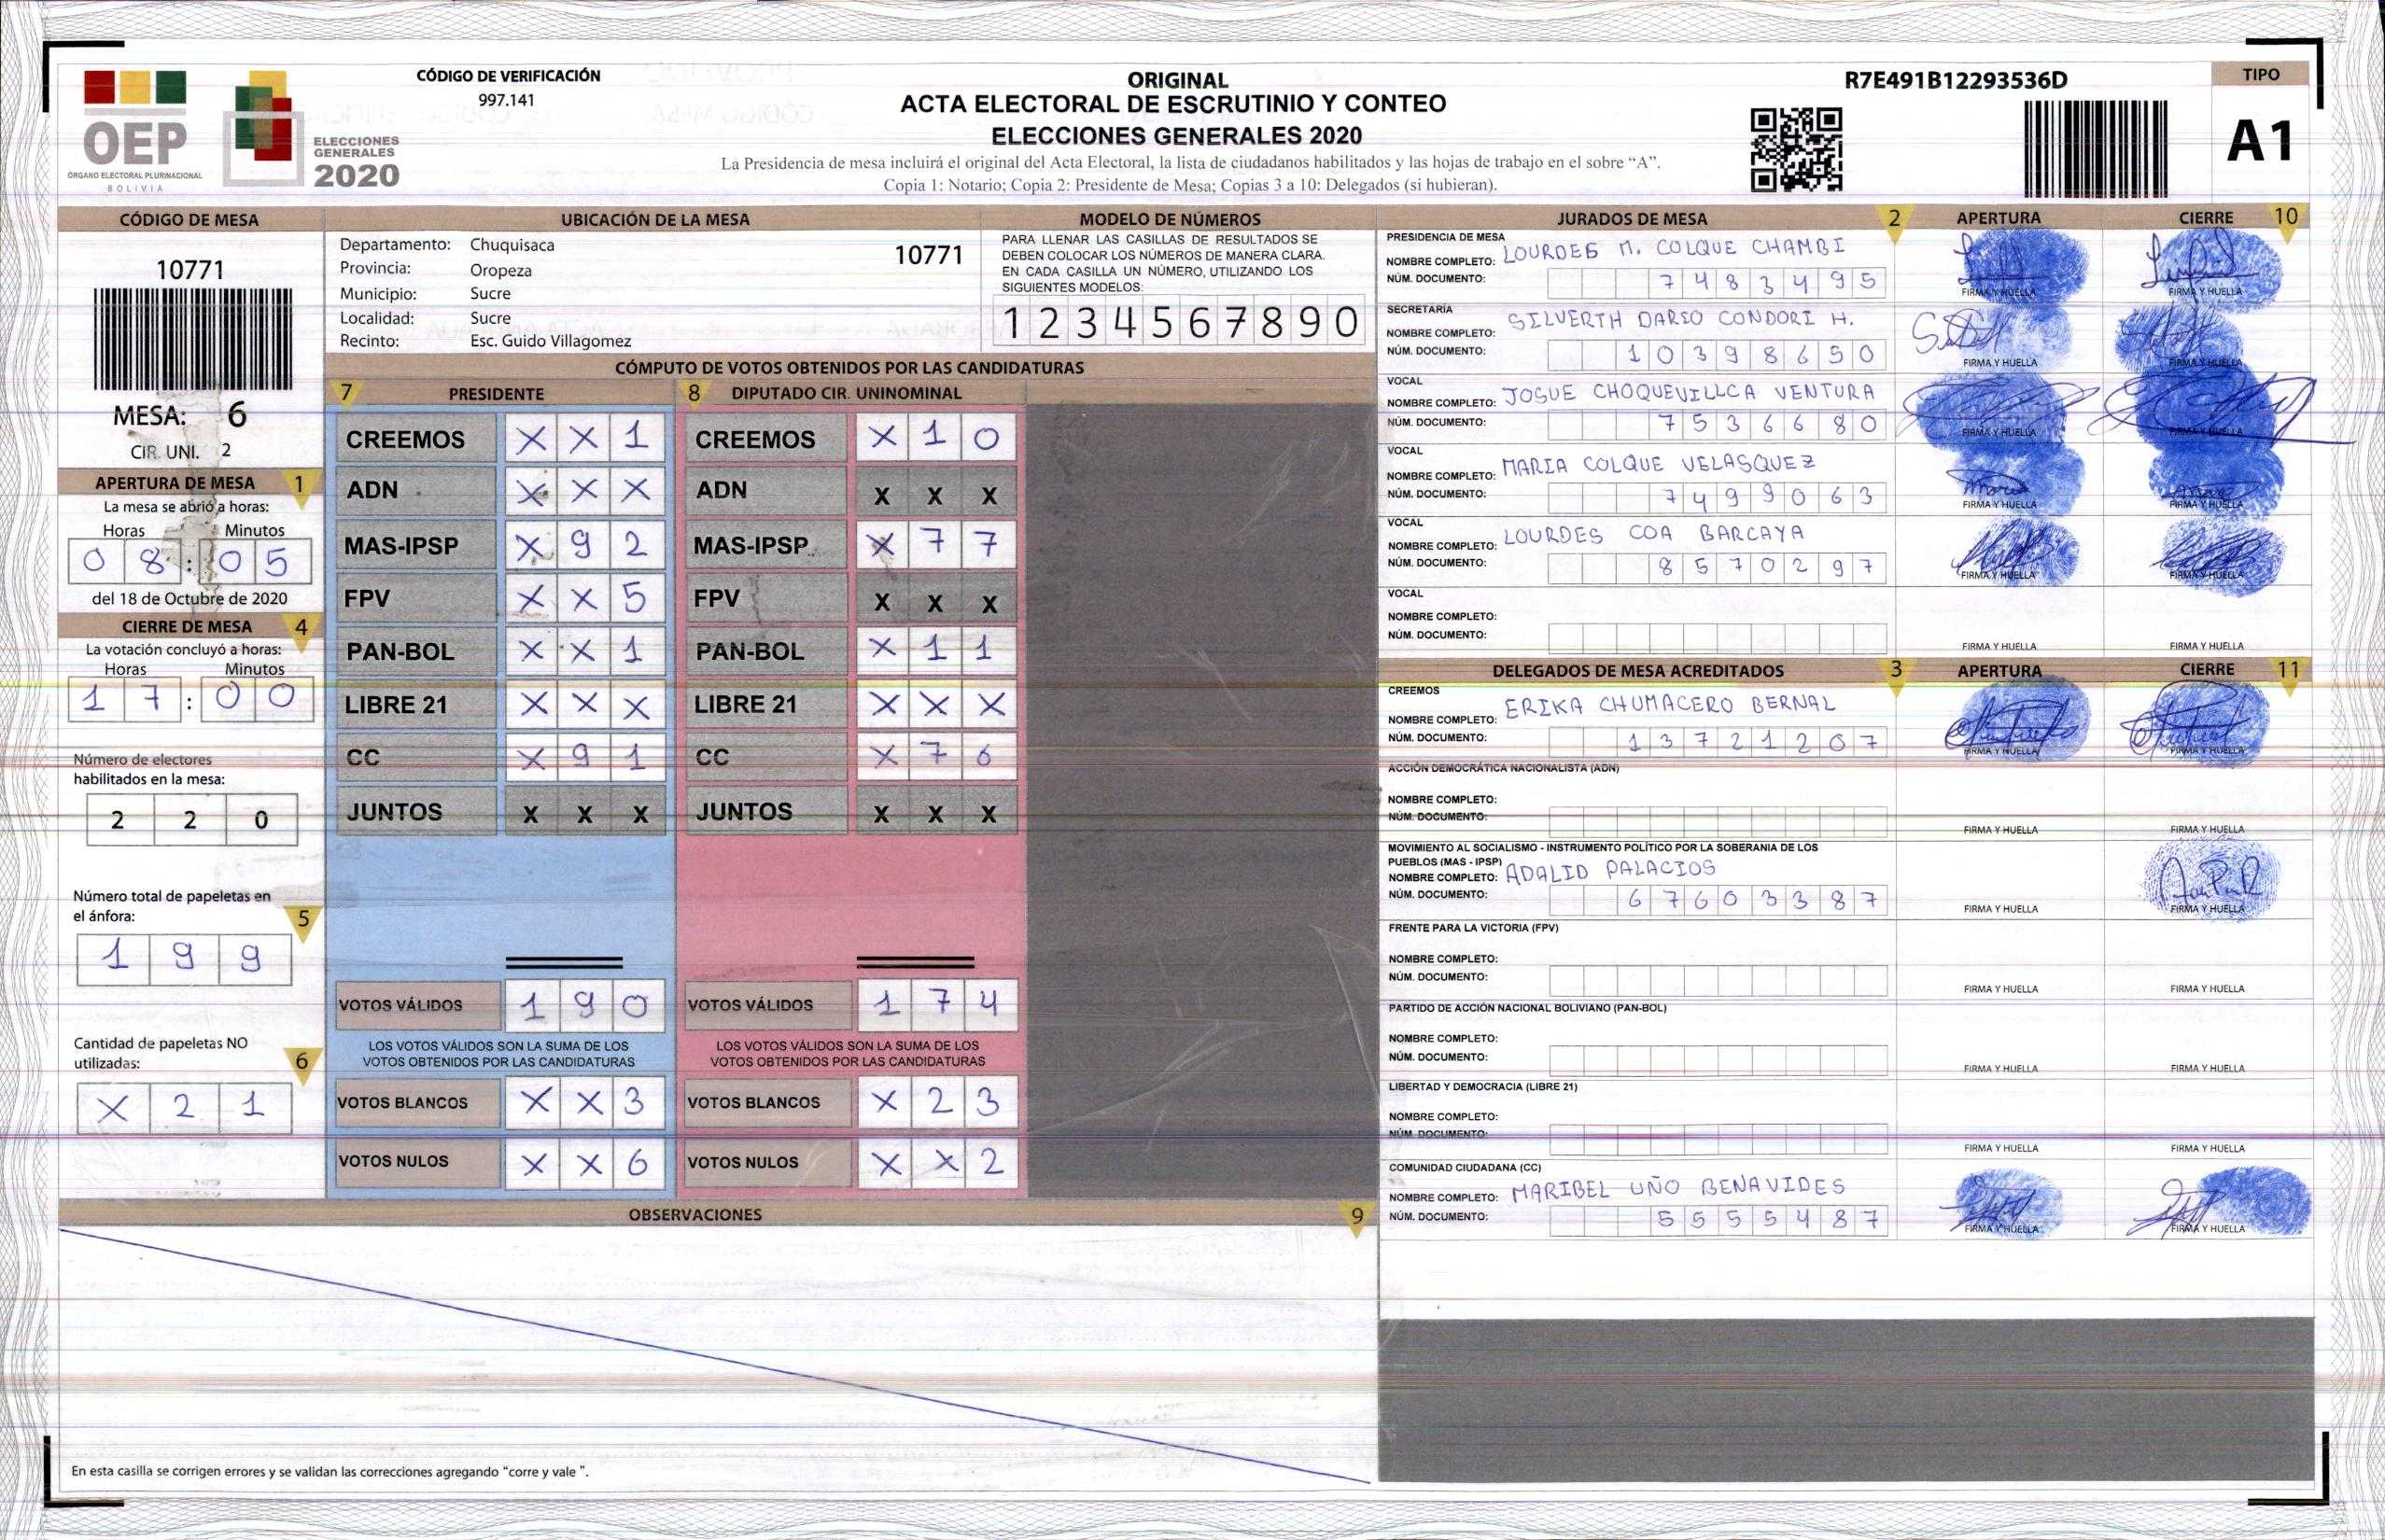 CÓDIGO DE VERIFICACIÓN
997.141
OEP
ÓRGANO ELECTORAL PLURINACIONAL
BOLIVIA
ELECCIONES
GENERALES
2020
ORIGINAL
ACTA ELECTORAL DE ESCRUTINIO Y CONTEO
ELECCIONES GENERALES 2020
La Presidencia de mesa incluirá el original del Acta Electoral, la lista de ciudadanos habilitados y las hojas de trabajo en el sobre “A”.
Copia 1: Notario; Copia 2: Presidente de Mesa; Copias 3 a 10: Delegados (si hubieran).
R7E491B12293536D
TIPO
A1
CÓDIGO DE MESA
10771
MESA: 6
CIR. UNI. 2
APERTURA DE MESA 1
La mesa se abrió a horas:
Horas Minutos
0 8 : 0 5
del 18 de Octubre de 2020
CIERRE DE MESA 4
La votación concluyó a horas:
Horas Minutos
1 7 : 0 0
Número de electores
habilitados en la mesa:
2 2 0
Número total de papeletas en
el ánfora: 5
1 9 9
Cantidad de papeletas NO
utilizadas: 6
X 2 1
UBICACIÓN DE LA MESA
Departamento: Chuquisaca 10771
Provincia: Oropeza
Municipio: Sucre
Localidad: Sucre
Recinto: Esc. Guido Villagomez
MODELO DE NÚMEROS
PARA LLENAR LAS CASILLAS DE RESULTADOS SE
DEBEN COLOCAR LOS NÚMEROS DE MANERA CLARA.
EN CADA CASILLA UN NÚMERO, UTILIZANDO LOS
SIGUIENTES MODELOS:
1 2 3 4 5 6 7 8 9 0
CÓMPUTO DE VOTOS OBTENIDOS POR LAS CANDIDATURAS
7 PRESIDENTE
CREEMOS X X 1
ADN X X X
MAS-IPSP X 9 2
FPV X X 5
PAN-BOL X X 1
LIBRE 21 X X X
CC X 9 1
JUNTOS X X X
VOTOS VÁLIDOS 1 9 0
LOS VOTOS VÁLIDOS SON LA SUMA DE LOS
VOTOS OBTENIDOS POR LAS CANDIDATURAS
VOTOS BLANCOS X X 3
VOTOS NULOS X X 6
8 DIPUTADO CIR. UNINOMINAL
CREEMOS X 1 0
ADN X X X
MAS-IPSP X 7 7
FPV X X X
PAN-BOL X 1 1
LIBRE 21 X X X
CC X 7 6
JUNTOS X X X
VOTOS VÁLIDOS 1 7 4
LOS VOTOS VÁLIDOS SON LA SUMA DE LOS
VOTOS OBTENIDOS POR LAS CANDIDATURAS
VOTOS BLANCOS X 2 3
VOTOS NULOS X X 2
OBSERVACIONES 9
En esta casilla se corrigen errores y se validan las correcciones agregando “corre y vale ”.
JURADOS DE MESA 2 APERTURA CIERRE 10
PRESIDENCIA DE MESA
NOMBRE COMPLETO: LOURDES M. COLQUE CHAMBI
NÚM. DOCUMENTO: 7 4 8 3 4 9 5
FIRMA Y HUELLA FIRMA Y HUELLA
SECRETARÍA
NOMBRE COMPLETO: SILVERTH DARIO CONDORI H.
NÚM. DOCUMENTO: 1 0 3 9 8 6 5 0
FIRMA Y HUELLA FIRMA Y HUELLA
VOCAL
NOMBRE COMPLETO: JOSUE CHOQUEVILLCA VENTURA
NÚM. DOCUMENTO: 7 5 3 6 6 8 0
FIRMA Y HUELLA FIRMA Y HUELLA
VOCAL
NOMBRE COMPLETO: MARIA COLQUE VELASQUEZ
NÚM. DOCUMENTO: 7 4 9 9 0 6 3
FIRMA Y HUELLA FIRMA Y HUELLA
VOCAL
NOMBRE COMPLETO: LOURDES COA BARCAYA
NÚM. DOCUMENTO: 8 5 7 0 2 9 7
FIRMA Y HUELLA FIRMA Y HUELLA
VOCAL
NOMBRE COMPLETO:
NÚM. DOCUMENTO:
FIRMA Y HUELLA FIRMA Y HUELLA
DELEGADOS DE MESA ACREDITADOS 3 APERTURA CIERRE 11
CREEMOS
NOMBRE COMPLETO: ERIKA CHUMACERO BERNAL
NÚM. DOCUMENTO: 1 3 7 2 1 2 0 7
FIRMA Y HUELLA FIRMA Y HUELLA
ACCIÓN DEMOCRÁTICA NACIONALISTA (ADN)
NOMBRE COMPLETO:
NÚM. DOCUMENTO:
FIRMA Y HUELLA FIRMA Y HUELLA
MOVIMIENTO AL SOCIALISMO - INSTRUMENTO POLÍTICO POR LA SOBERANIA DE LOS
PUEBLOS (MAS - IPSP)
NOMBRE COMPLETO: ADALID PALACIOS
NÚM. DOCUMENTO: 6 7 6 0 3 3 8 7
FIRMA Y HUELLA FIRMA Y HUELLA
FRENTE PARA LA VICTORIA (FPV)
NOMBRE COMPLETO:
NÚM. DOCUMENTO:
FIRMA Y HUELLA FIRMA Y HUELLA
PARTIDO DE ACCIÓN NACIONAL BOLIVIANO (PAN-BOL)
NOMBRE COMPLETO:
NÚM. DOCUMENTO:
FIRMA Y HUELLA FIRMA Y HUELLA
LIBERTAD Y DEMOCRACIA (LIBRE 21)
NOMBRE COMPLETO:
NÚM. DOCUMENTO:
FIRMA Y HUELLA FIRMA Y HUELLA
COMUNIDAD CIUDADANA (CC)
NOMBRE COMPLETO: MARIBEL UÑO BENAVIDES
NÚM. DOCUMENTO: 5 5 5 5 4 8 7
FIRMA Y HUELLA FIRMA Y HUELLA